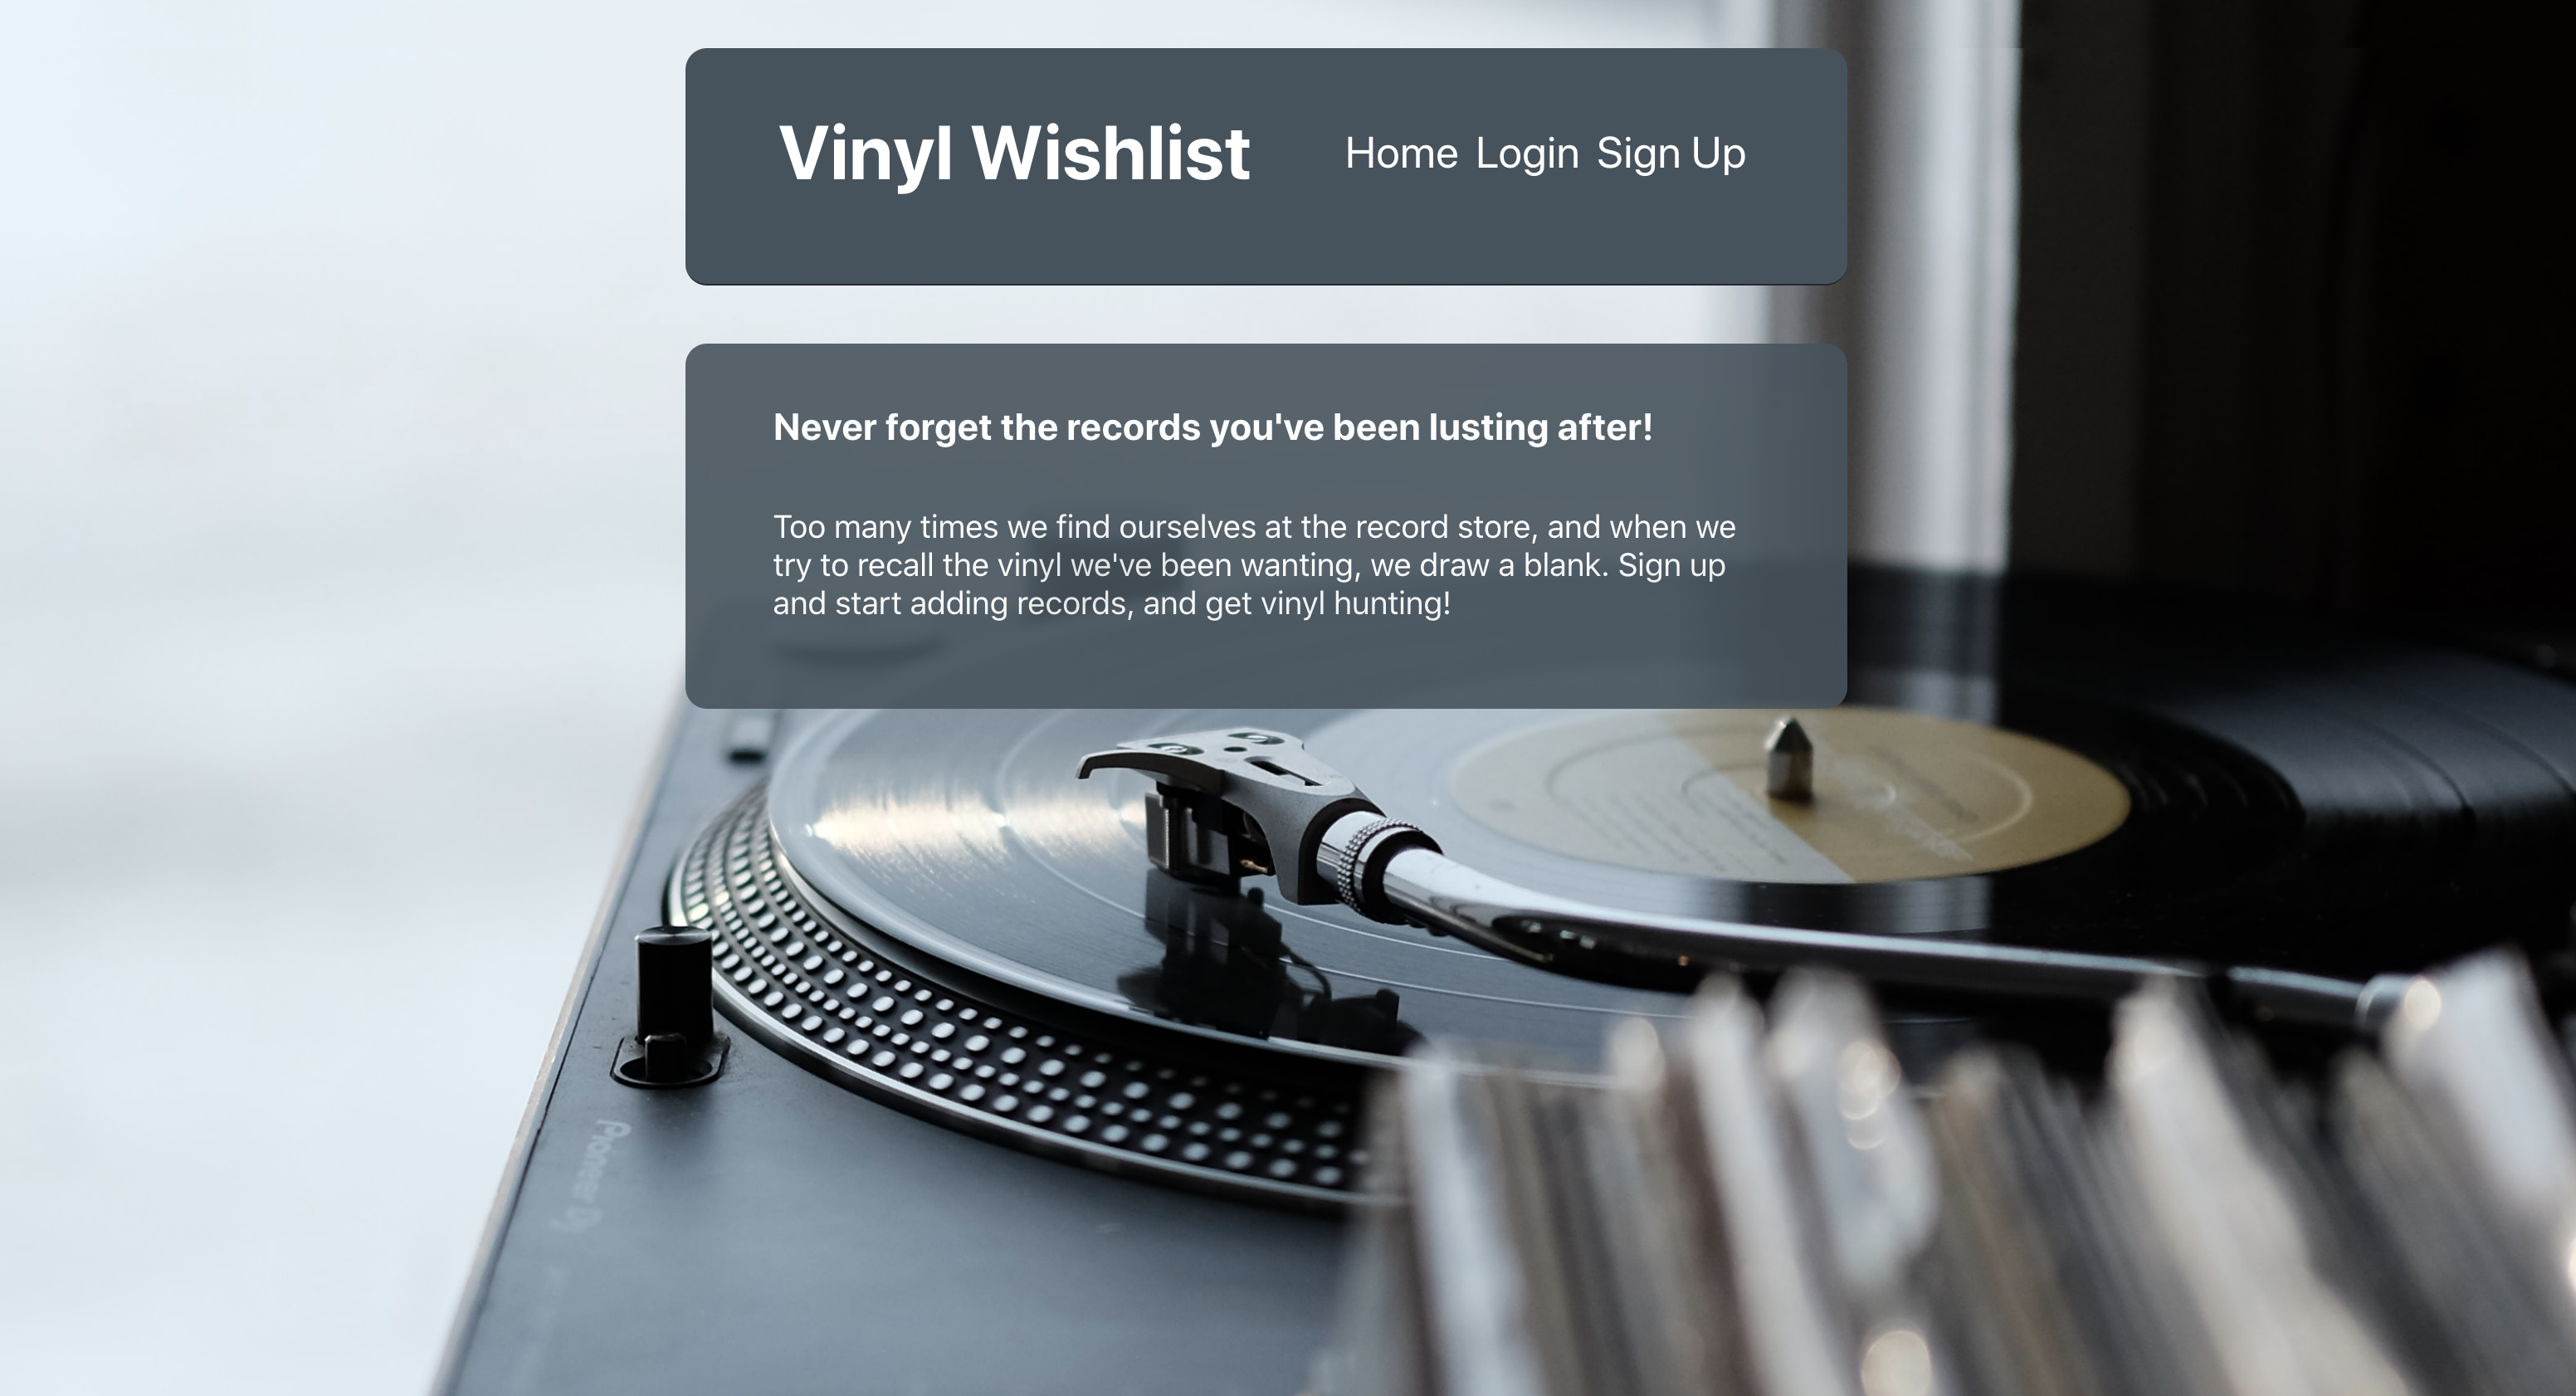 Vinyl Wishlist
Home Login Sign Up
Never forget the records you've been lusting after!
Too many times we find ourselves at the record store, and when we
try to recall the vinyl we've been wanting, we draw a blank. Sign up
and start adding records, and get vinyl hunting!
Pioneer Dj